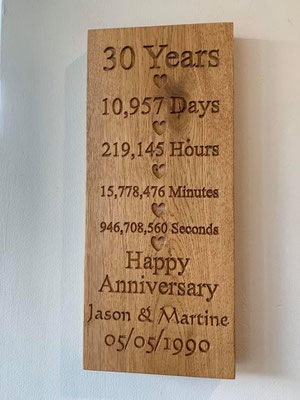 30 Years
10,957 Days
219,145 Hours
15,778,476 Minutes
946,708,560 Seconds
Happy
Anniversary
Jason & Martine
05/05/1990